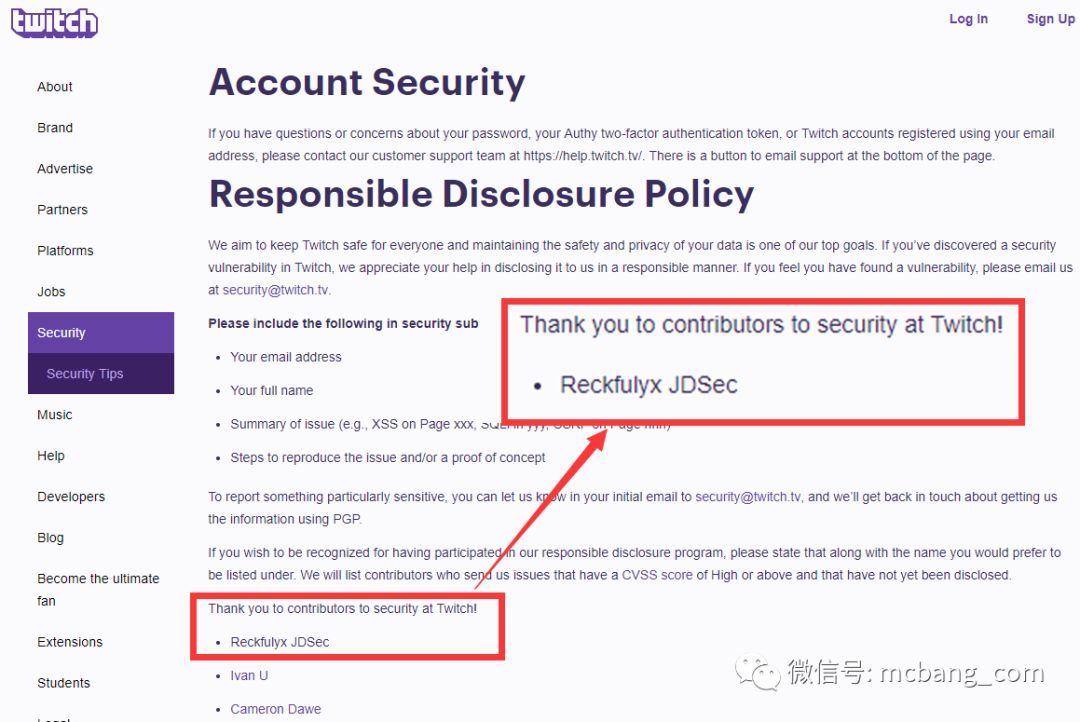 twitch
Log In
Sign Up
About
Brand
Advertise
Partners
Platforms
Jobs
Security
Security Tips
Music
Help
Developers
Blog
Become the ultimate
fan
Extensions
Students
Legal
Account Security
If you have questions or concerns about your password, your Authy two-factor authentication token, or Twitch accounts registered using your email
address, please contact our customer support team at https://help.twitch.tv/. There is a button to email support at the bottom of the page.
Responsible Disclosure Policy
We aim to keep Twitch safe for everyone and maintaining the safety and privacy of your data is one of our top goals. If you've discovered a security
vulnerability in Twitch, we appreciate your help in disclosing it to us in a responsible manner. If you feel you have found a vulnerability, please email us
at security@twitch.tv.
Please include the following in security sub
• Your email address
• Your full name
• Summary of issue (e.g., XSS on Page xxx,
• Steps to reproduce the issue and/or a proof of concept
Thank you to contributors to security at Twitch!
• Reckfulyx JDSec
To report something particularly sensitive, you can let us know in your initial email to security@twitch.tv, and we'll get back in touch about getting us
the information using PGP.
If you wish to be recognized for having participated in our responsible disclosure program, please state that along with the name you would prefer to
be listed under. We will list contributors who send us issues that have a CVSS score of High or above and that have not yet been disclosed.
Thank you to contributors to security at Twitch!
• Reckfulyx JDSec
• Ivan U
• Cameron Dawe
微信号: mcbang_com